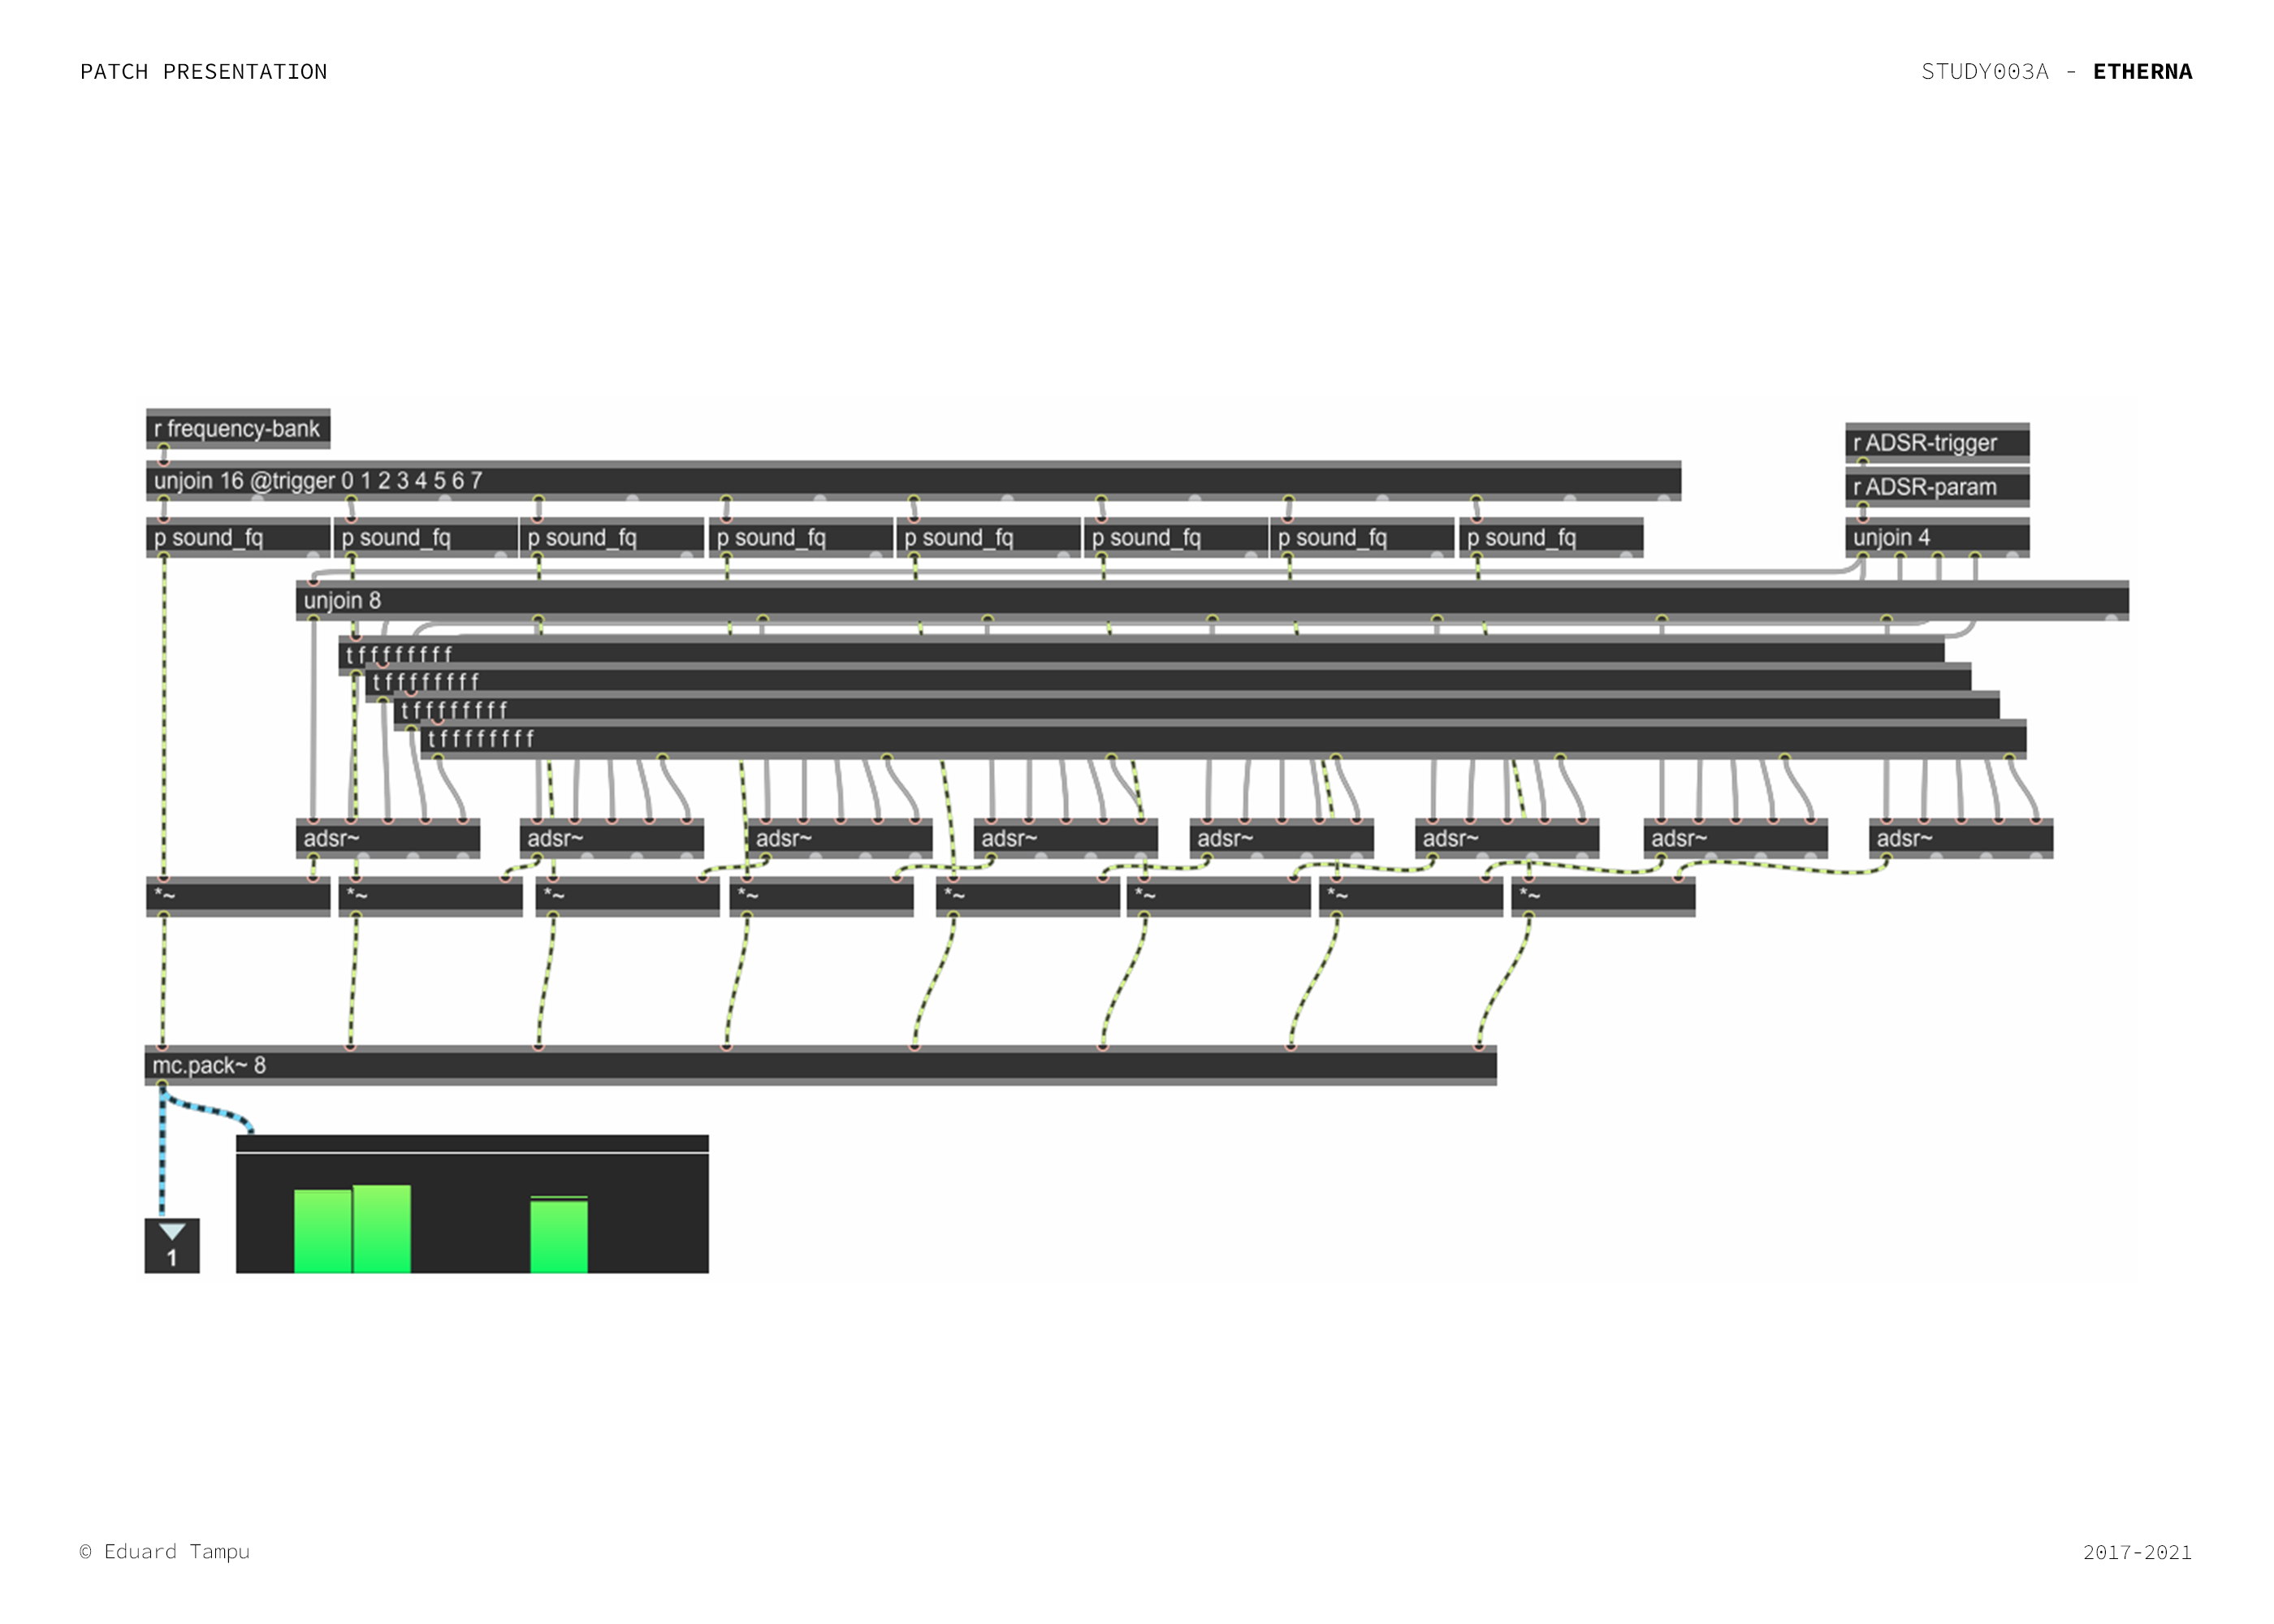 PATCH PRESENTATION
STUDY003A - ETHERNA
r frequency-bank
r ADSR-trigger
unjoin 16 @trigger 0 1 2 3 4 5 6 7
r ADSR-param
p sound_fq p sound_fq p sound_fq p sound_fq p sound_fq p sound_fq p sound_fq p sound_fq
unjoin 4
unjoin 8
t f f f f f f f f
t f f f f f f f f
t f f f f f f f f
t f f f f f f f f
adsr~ adsr~ adsr~ adsr~ adsr~ adsr~ adsr~ adsr~
*~ *~ *~ *~ *~ *~ *~ *~
mc.pack~ 8
1
© Eduard Tampu
2017-2021